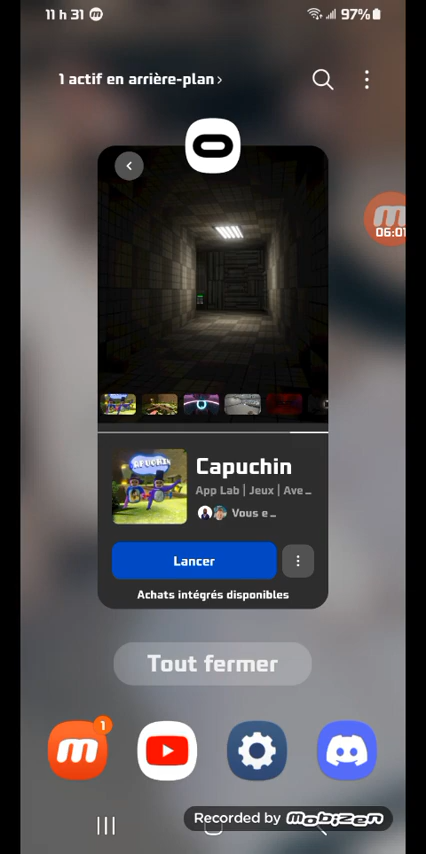 11 h 31
97%
1 actif en arrière-plan
06:01
CAPUCHIN
Capuchin
App Lab | Jeux | Ave...
Vous e...
Lancer
Achats intégrés disponibles
Tout fermer
1
Recorded by MOBIZEN